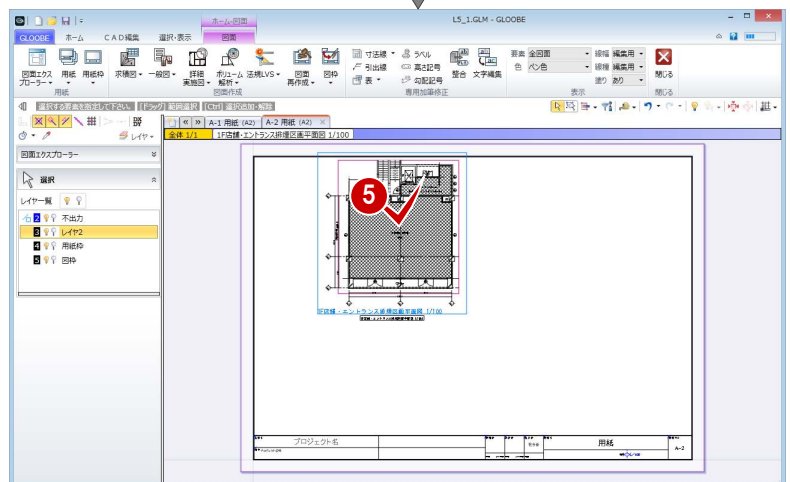 ホーム-図面
L5_1.GLM - GLOOBE
GLOOBE ホーム CAD編集 選択・表示 図面
図面エクスプローラー 用紙 用紙枠 求積図 一般図 詳細実施図 ボリューム解析 法規LVS 図面再作成 図枠
寸法線 ラベル
引出線 高さ記号
表 勾配記号
整合 文字編集
要素 全図面 線幅 編集用
色 ペン色 線種 編集用
塗り あり
閉じる
用紙 図面作成 専用加筆修正 表示 閉じる
選択する要素を指定して下さい。 [ドラッグ] 範囲選択 [Ctrl] 選択追加・解除
レイヤ
A-1 用紙 (A2) A-2 用紙 (A2)
全体 1/1 1F店舗・エントランス排煙区画平面図 1/100
図面エクスプローラー
選択
レイヤ一覧
2 不出力
3 レイヤ2
4 用紙枠
5 図枠
5
1F店舗・エントランス排煙区画平面図 1/100
プロジェクト名
用紙
A-2